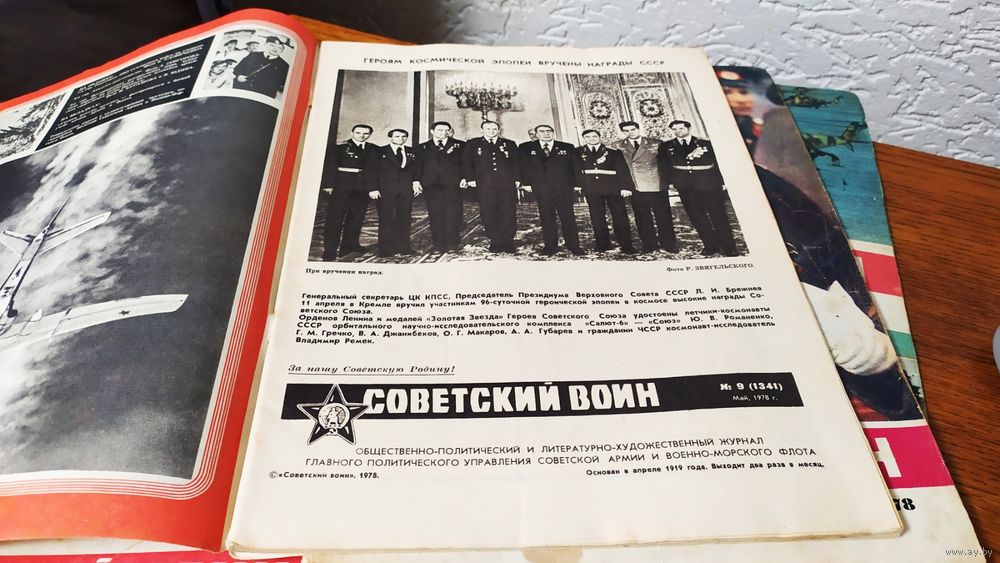 ГЕРОЯМ КОСМИЧЕСКОЙ ЭПОПЕИ ВРУЧЕНЫ НАГРАДЫ СССР
При вручении наград.
Фото Р. ЗВЯГЕЛЬСКОГО.
Генеральный секретарь ЦК КПСС, Председатель Президиума Верховного Совета СССР Л. И. Брежнев
11 апреля в Кремле вручил участникам 96-суточной героической эпопеи в космосе высокие награды Со-
ветского Союза.
Орденов Ленина и медалей «Золотая Звезда» Героев Советского Союза удостоены летчики-космонавты
СССР орбитального научно-исследовательского комплекса «Салют-6» — «Союз» Ю. В. Романенко,
Г. М. Гречко, В. А. Джанибеков, О. Г. Макаров, А. А. Губарев и гражданин ЧССР космонавт-исследователь
Владимир Ремек.
За нашу Советскую Родину!
СОВЕТСКИЙ ВОИН
№ 9 (1341)
Май, 1978 г.
ОБЩЕСТВЕННО-ПОЛИТИЧЕСКИЙ И ЛИТЕРАТУРНО-ХУДОЖЕСТВЕННЫЙ ЖУРНАЛ
ГЛАВНОГО ПОЛИТИЧЕСКОГО УПРАВЛЕНИЯ СОВЕТСКОЙ АРМИИ И ВОЕННО-МОРСКОГО ФЛОТА
©«Советский воин», 1978.
Основан в апреле 1919 года. Выходит два раза в месяц.
Н
78
www.ay.by